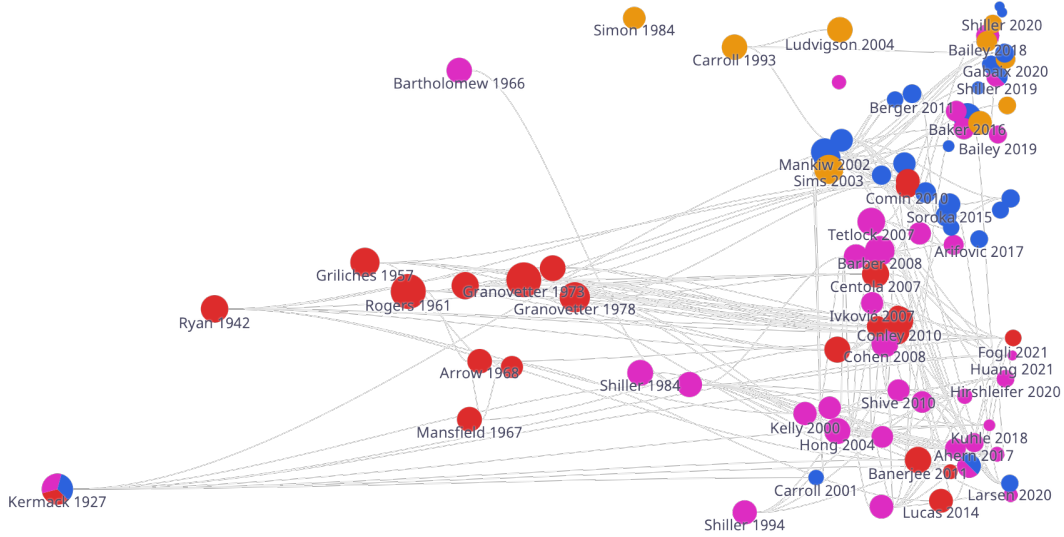 Simon 1984
Shiller 2020
Ludvigson 2004
Bailey 2018
Carroll 1993
Gabaix 2020
Bartholomew 1966
Shiller 2019
Berger 2011
Baker 2016
Bailey 2019
Mankiw 2002
Sims 2003
Comin 2010
Soroka 2015
Tetlock 2007
Arifovic 2017
Barber 2008
Griliches 1957
Centola 2007
Granovetter 1973
Rogers 1961
Granovetter 1978
Ivkovic 2007
Ryan 1942
Conley 2010
Fogli 2021
Cohen 2008
Huang 2021
Arrow 1968
Shiller 1984
Hirshleifer 2020
Shive 2010
Kelly 2000
Mansfield 1967
Kuhle 2018
Hong 2004
Ahern 2017
Banerjee 2011
Carroll 2001
Larsen 2020
Kermack 1927
Lucas 2014
Shiller 1994